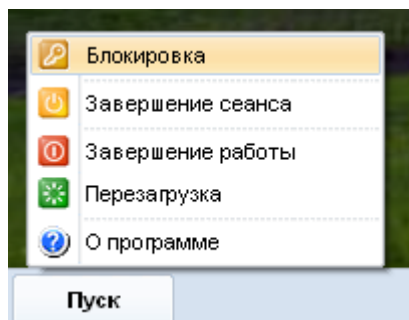 Блокировка
Завершение сеанса
Завершение работы
Перезагрузка
О программе
Пуск